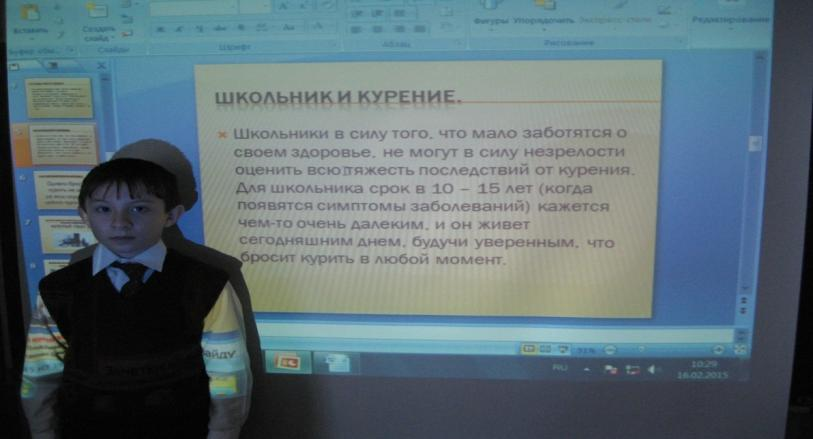 Вставить
Создать слайд
Слайды
Шрифт
Абзац
Фигуры Упорядочить Экспресс-стили
Рисование
Редактирование
ШКОЛЬНИК И КУРЕНИЕ.
Школьники в силу того, что мало заботятся о
своем здоровье, не могут в силу незрелости
оценить всю тяжесть последствий от курения.
Для школьника срок в 10 – 15 лет (когда
появятся симптомы заболеваний) кажется
чем-то очень далеким, и он живет
сегодняшним днем, будучи уверенным, что
бросит курить в любой момент.
6
7
8
RU
10:29
16.02.2015